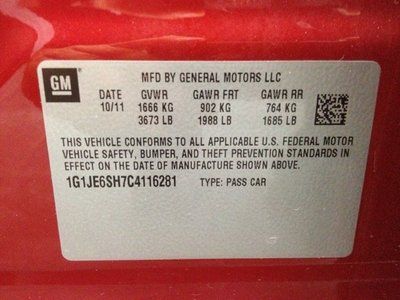 GM
MFD BY GENERAL MOTORS LLC
DATE GVWR GAWR FRT GAWR RR
10/11 1666 KG 902 KG 764 KG
3673 LB 1988 LB 1685 LB
THIS VEHICLE CONFORMS TO ALL APPLICABLE U.S. FEDERAL MOTOR
VEHICLE SAFETY, BUMPER, AND THEFT PREVENTION STANDARDS IN
EFFECT ON THE DATE OF MANUFACTURE SHOWN ABOVE.
1G1JE6SH7C4116281 TYPE: PASS CAR